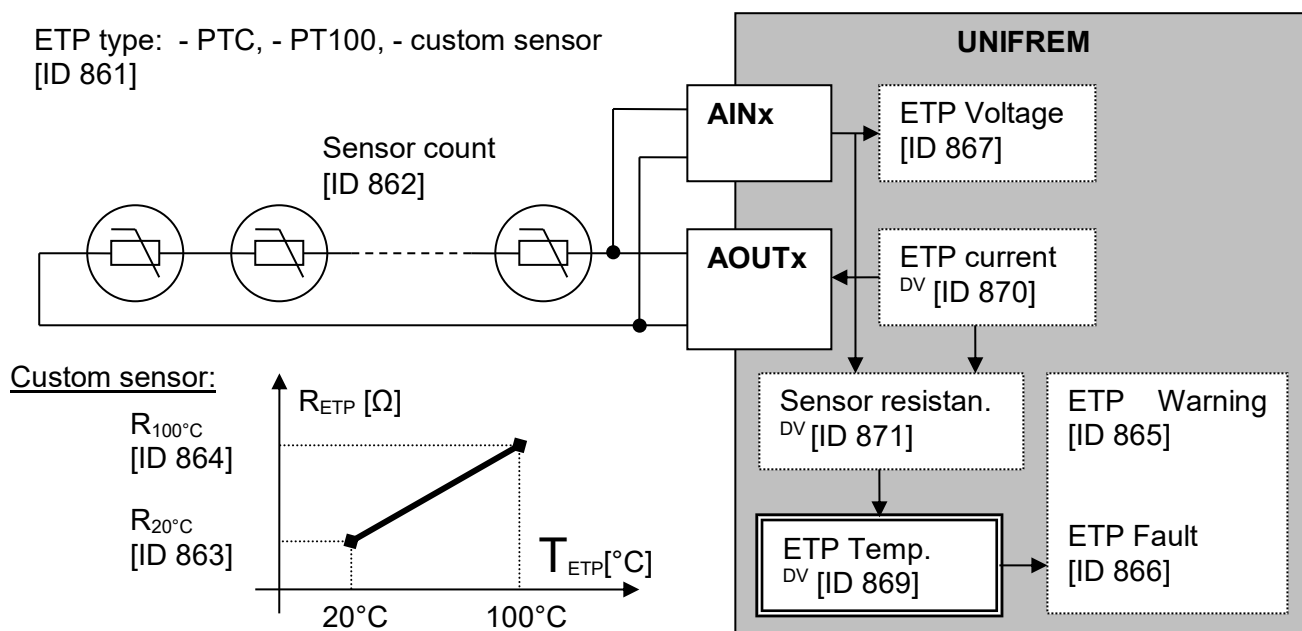 ETP type: - PTC, - PT100, - custom sensor
[ID 861]
Sensor count
[ID 862]
UNIFREM
AINx
ETP Voltage
[ID 867]
AOUTx
ETP current
DV [ID 870]
Sensor resistan.
DV [ID 871]
ETP Warning
[ID 865]
ETP Temp.
DV [ID 869]
ETP Fault
[ID 866]
Custom sensor:
RETP [Ω]
R100°C
[ID 864]
R20°C
[ID 863]
TETP[°C]
20°C
100°C